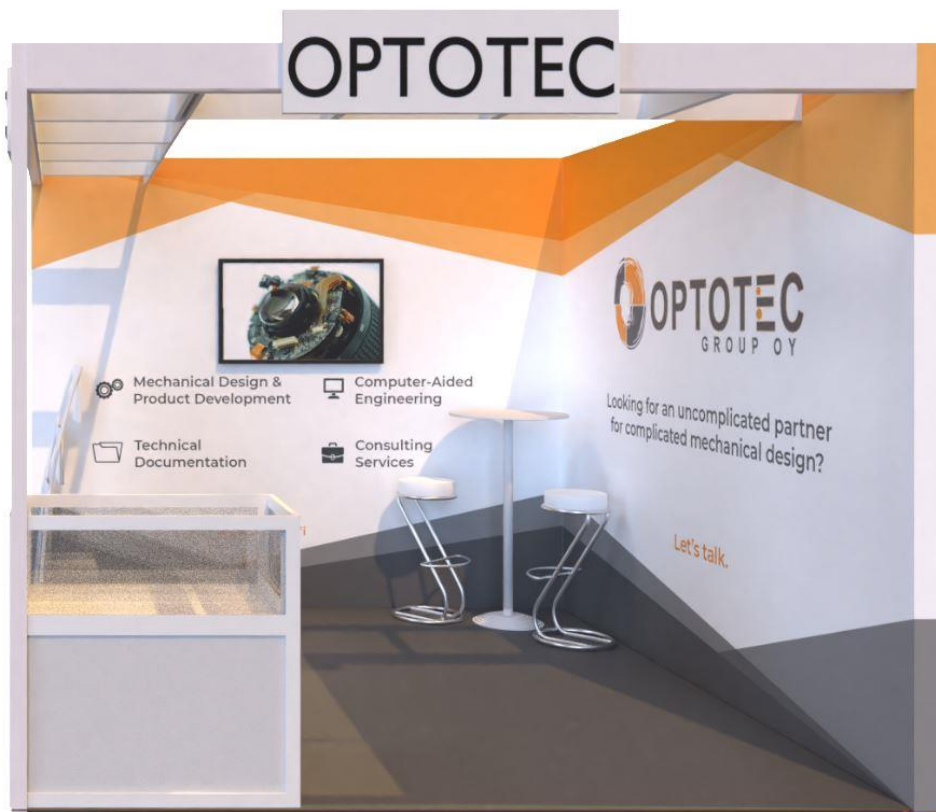 OPTOTEC
Mechanical Design &
Product Development
Computer-Aided
Engineering
Technical
Documentation
Consulting
Services
OPTOTEC
GROUP OY
Looking for an uncomplicated partner
for complicated mechanical design?
Let's talk.